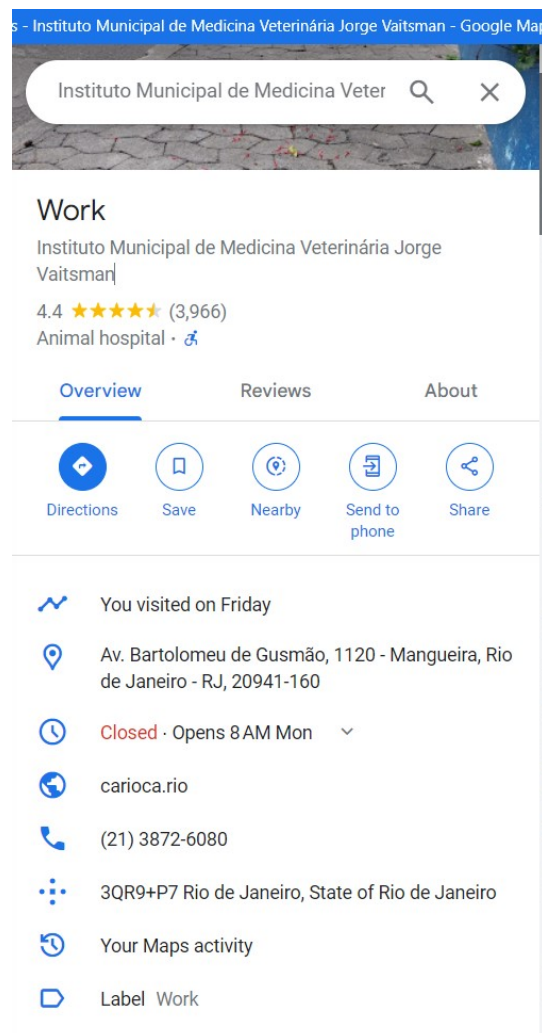 s - Instituto Municipal de Medicina Veterinária Jorge Vaitsman - Google Map
Instituto Municipal de Medicina Veter
Work
Instituto Municipal de Medicina Veterinária Jorge
Vaitsman
4.4 (3,966)
Animal hospital ·
Overview Reviews About
Directions Save Nearby Send to Share
phone
You visited on Friday
Av. Bartolomeu de Gusmão, 1120 - Mangueira, Rio
de Janeiro - RJ, 20941-160
Closed · Opens 8 AM Mon
carioca.rio
(21) 3872-6080
3QR9+P7 Rio de Janeiro, State of Rio de Janeiro
Your Maps activity
Label Work